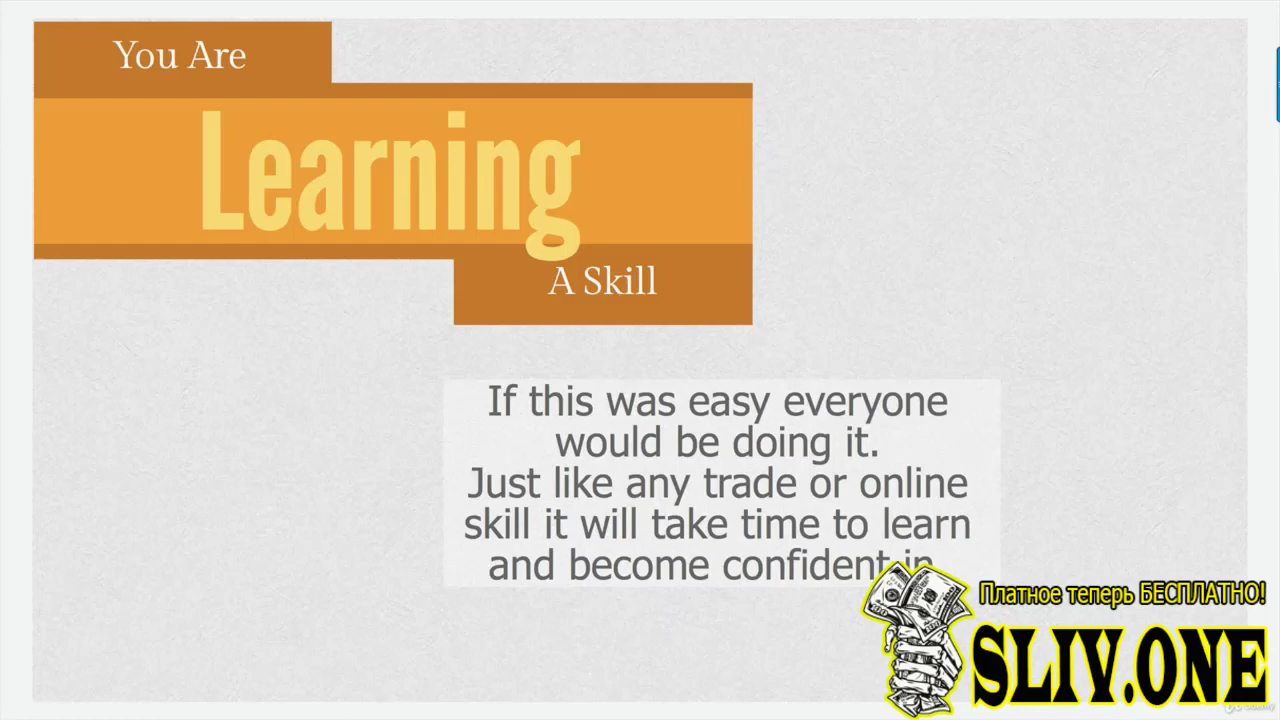 You Are
Learning
A Skill
If this was easy everyone
would be doing it.
Just like any trade or online
skill it will take time to learn
and become confident in
Платное теперь БЕСПЛАТНО!
SLIV.ONE